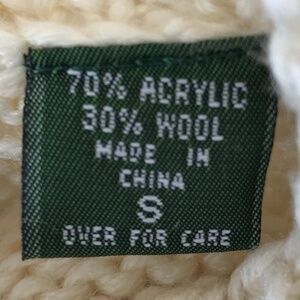 70% ACRYLIC
30% WOOL
MADE IN
CHINA
S
OVER FOR CARE